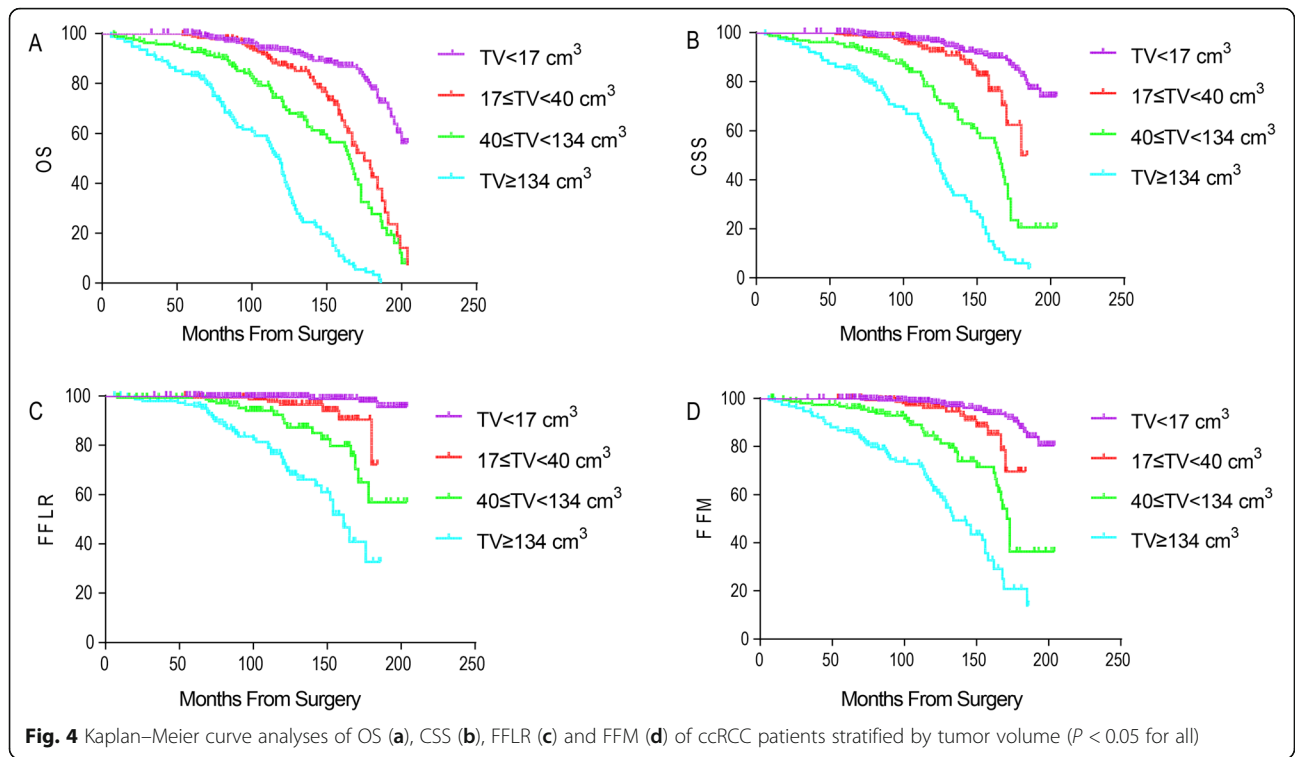 A
OS
100
80
60
40
20
0
0 50 100 150 200 250
Months From Surgery
TV<17 cm³
17≤TV<40 cm³
40≤TV<134 cm³
TV≥134 cm³
B
CSS
100
80
60
40
20
0
0 50 100 150 200 250
Months From Surgery
TV<17 cm³
17≤TV<40 cm³
40≤TV<134 cm³
TV≥134 cm³
C
FFLR
100
80
60
40
20
0
0 50 100 150 200 250
Months From Surgery
TV<17 cm³
17≤TV<40 cm³
40≤TV<134 cm³
TV≥134 cm³
D
FFM
100
80
60
40
20
0
0 50 100 150 200 250
Months From Surgery
TV<17 cm³
17≤TV<40 cm³
40≤TV<134 cm³
TV≥134 cm³
Fig. 4 Kaplan–Meier curve analyses of OS (a), CSS (b), FFLR (c) and FFM (d) of ccRCC patients stratified by tumor volume (P < 0.05 for all)